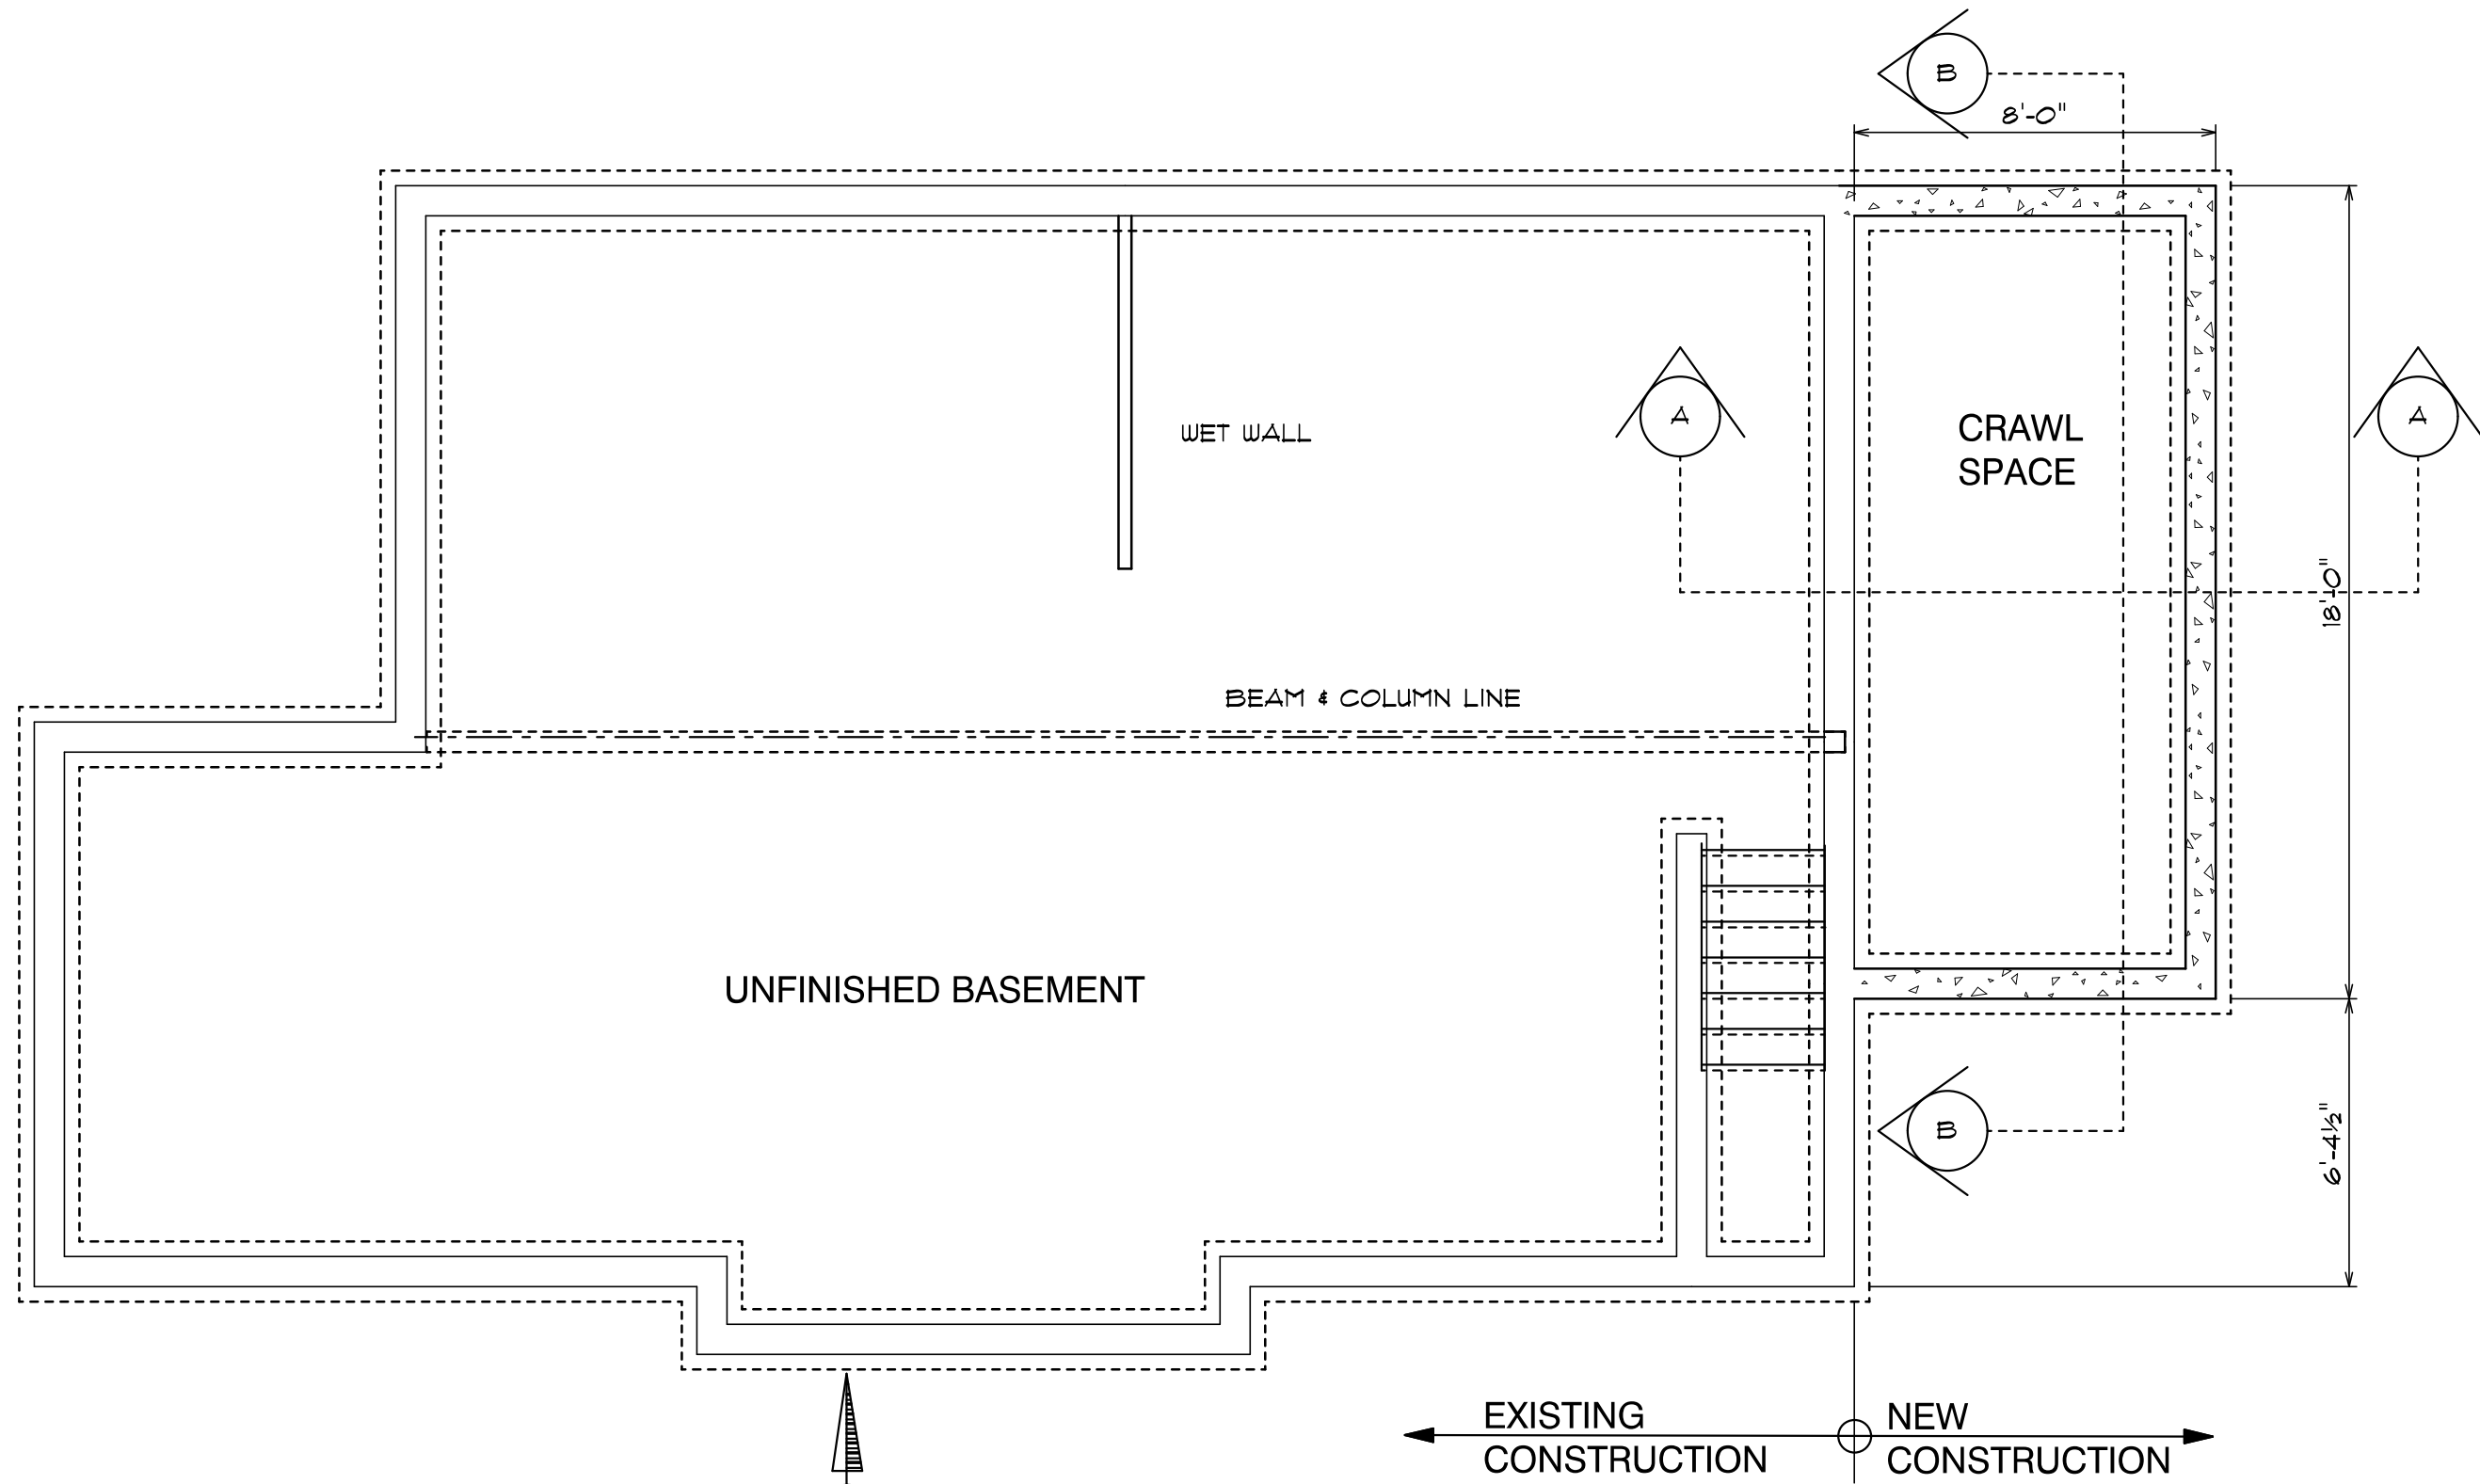 B
8'-0"
A
A
CRAWL
SPACE
WET WALL
18'-0"
BEAM & COLUMN LINE
UNFINISHED BASEMENT
B
6'-4½"
EXISTING
CONSTRUCTION
NEW
CONSTRUCTION